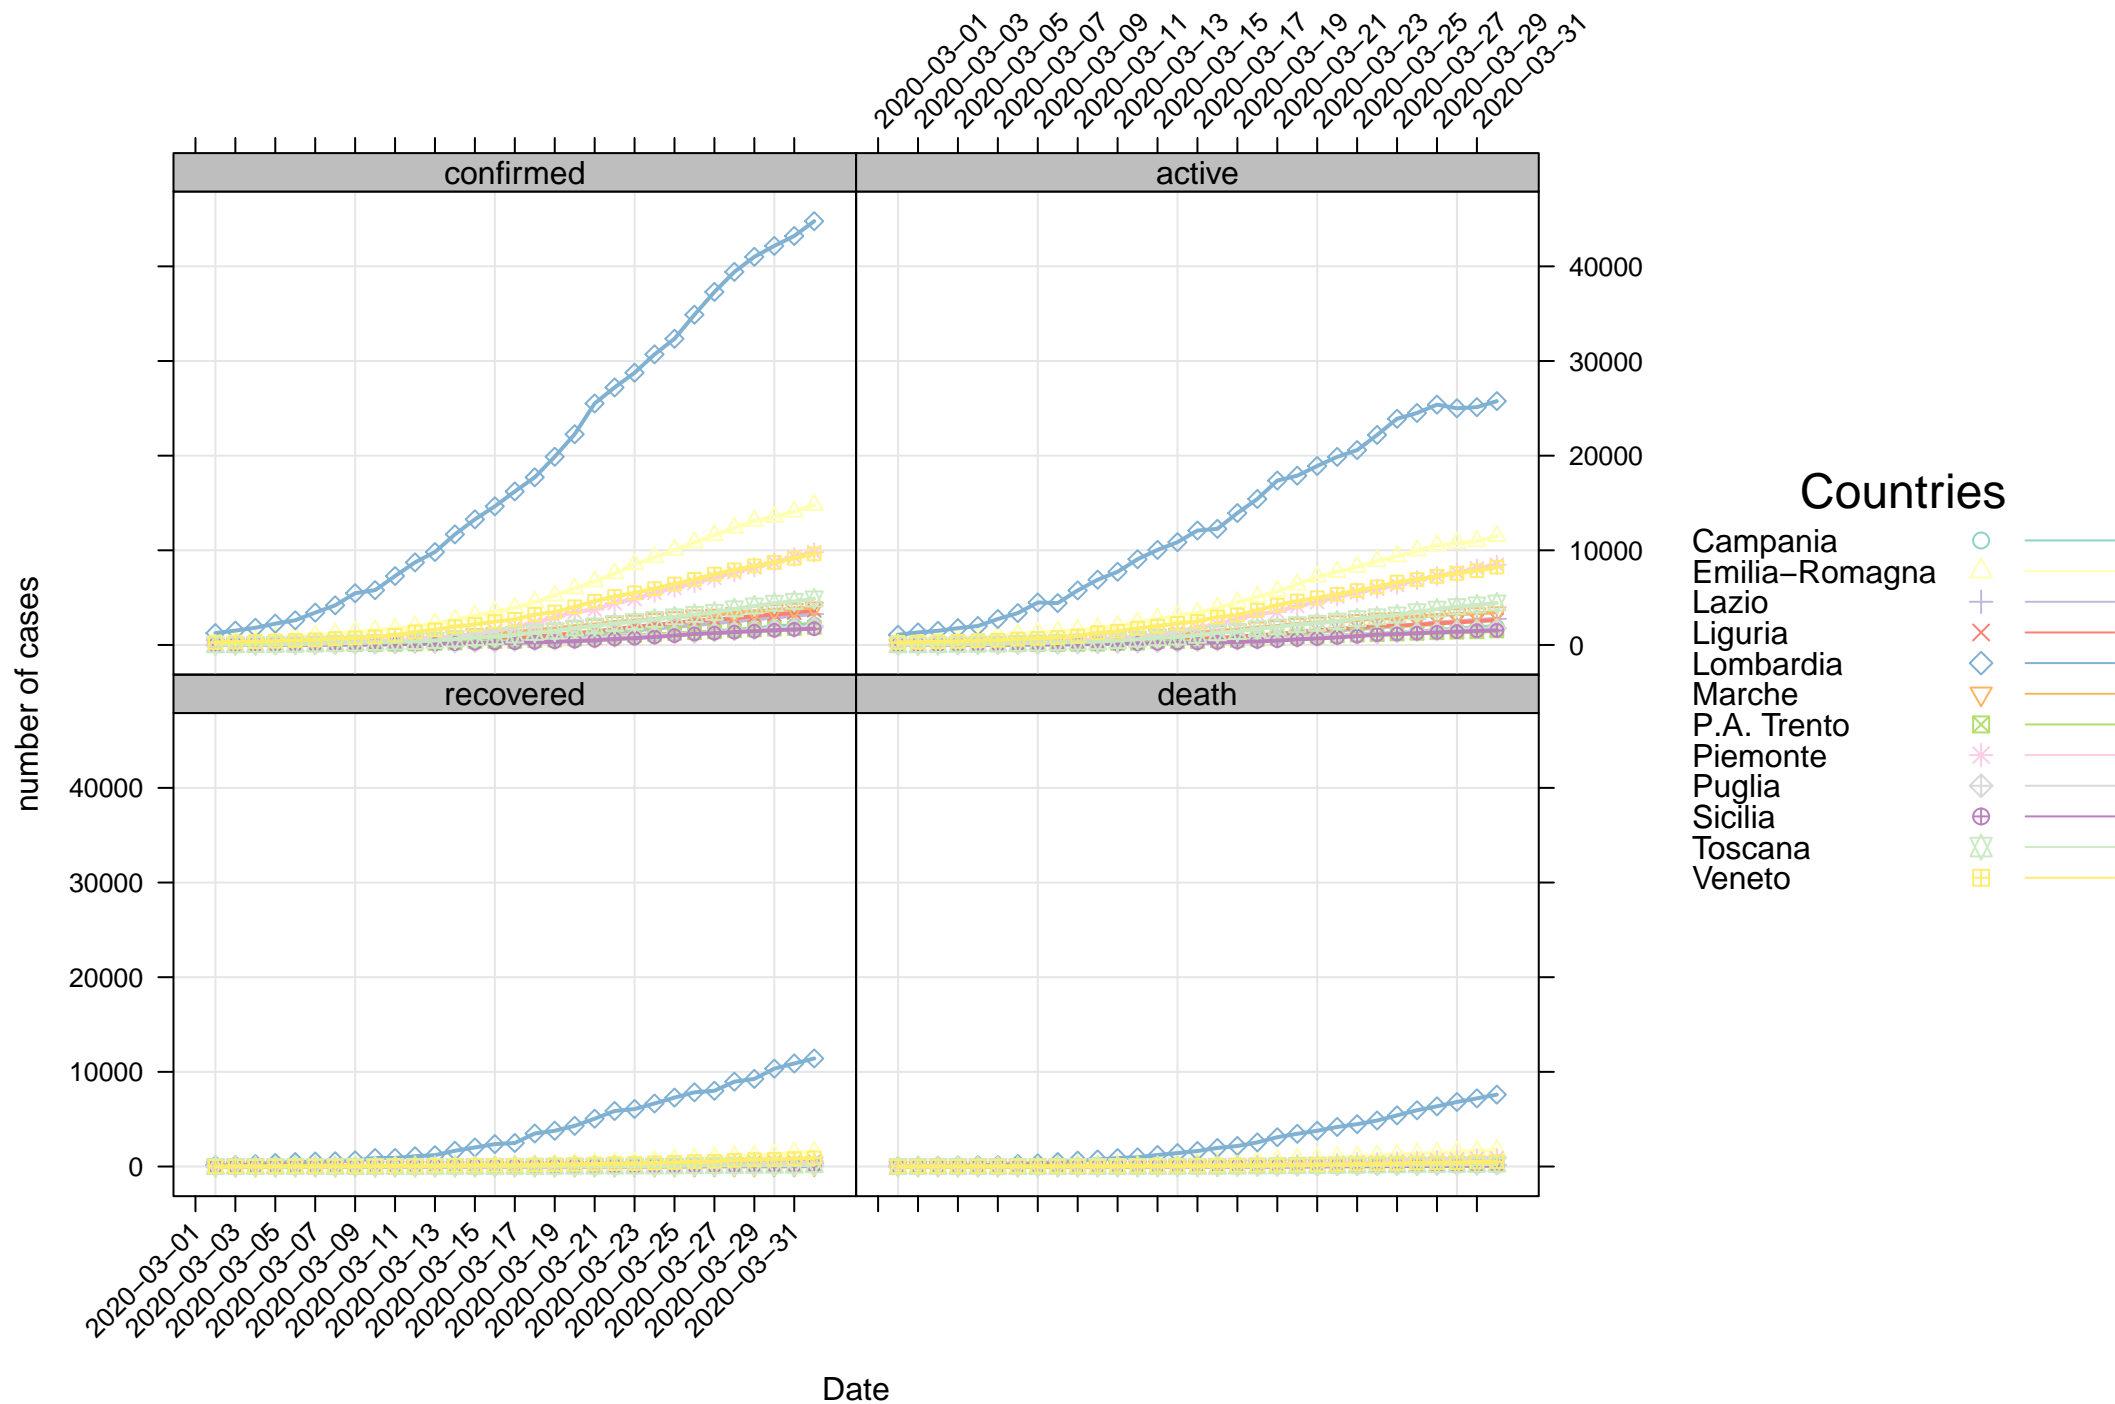 2020−03−01
2020−03−03
2020−03−05
2020−03−07
2020−03−09
2020−03−11
2020−03−13
2020−03−15
2020−03−17
2020−03−19
2020−03−21
2020−03−23
2020−03−25
2020−03−27
2020−03−29
2020−03−31
confirmed
active
40000
30000
20000
10000
0
recovered
death
40000
30000
20000
10000
0
number of cases
2020−03−01
2020−03−03
2020−03−05
2020−03−07
2020−03−09
2020−03−11
2020−03−13
2020−03−15
2020−03−17
2020−03−19
2020−03−21
2020−03−23
2020−03−25
2020−03−27
2020−03−29
2020−03−31
Date
Countries
Campania
Emilia−Romagna
Lazio
Liguria
Lombardia
Marche
P.A. Trento
Piemonte
Puglia
Sicilia
Toscana
Veneto